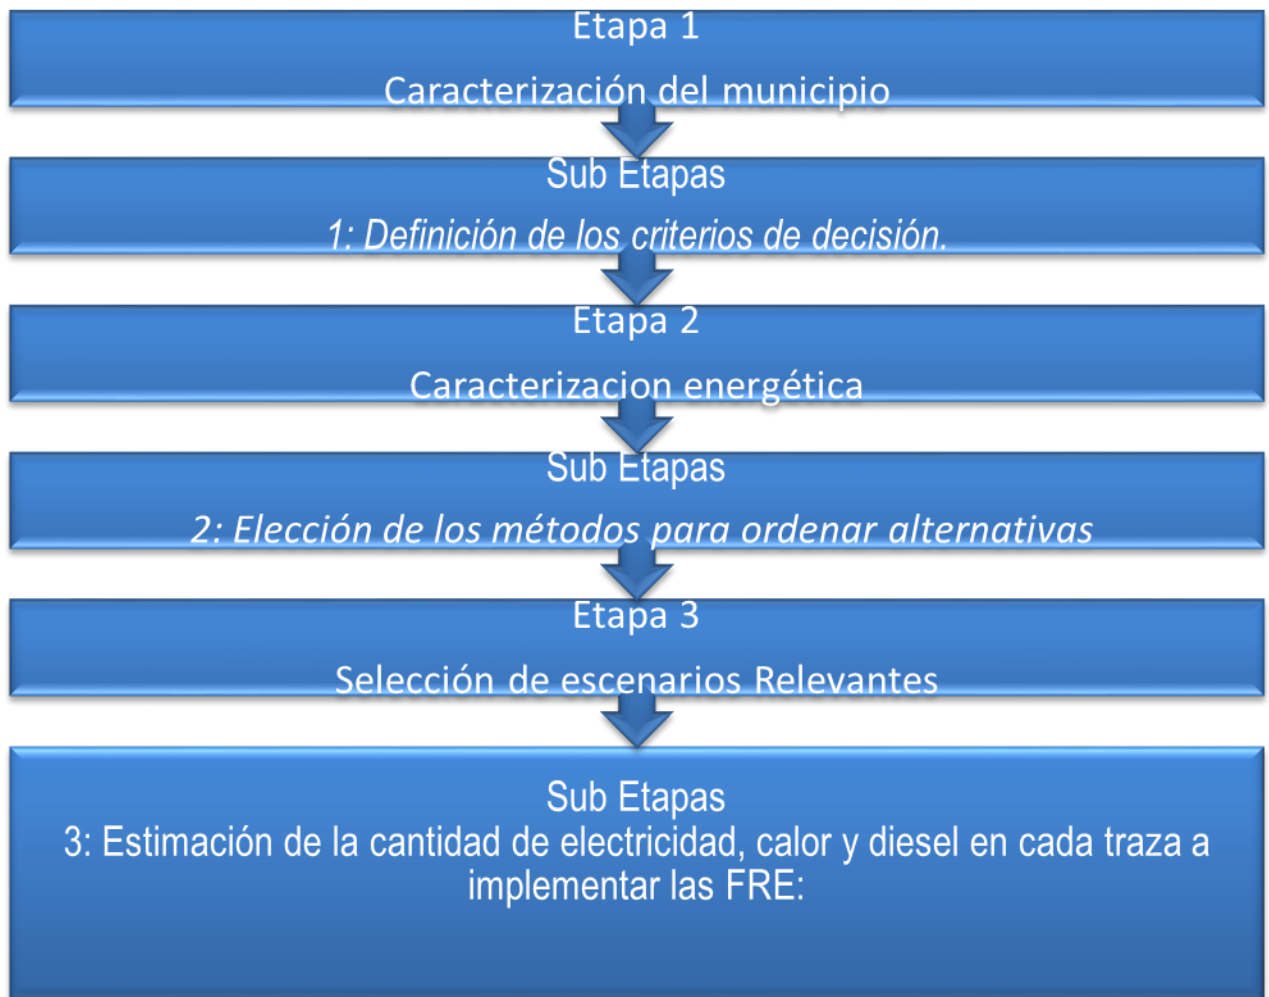 Etapa 1
Caracterización del municipio
Sub Etapas
1: Definición de los criterios de decisión.
Etapa 2
Caracterizacion energética
Sub Etapas
2: Elección de los métodos para ordenar alternativas
Etapa 3
Selección de escenarios Relevantes
Sub Etapas
3: Estimación de la cantidad de electricidad, calor y diesel en cada traza a
implementar las FRE: